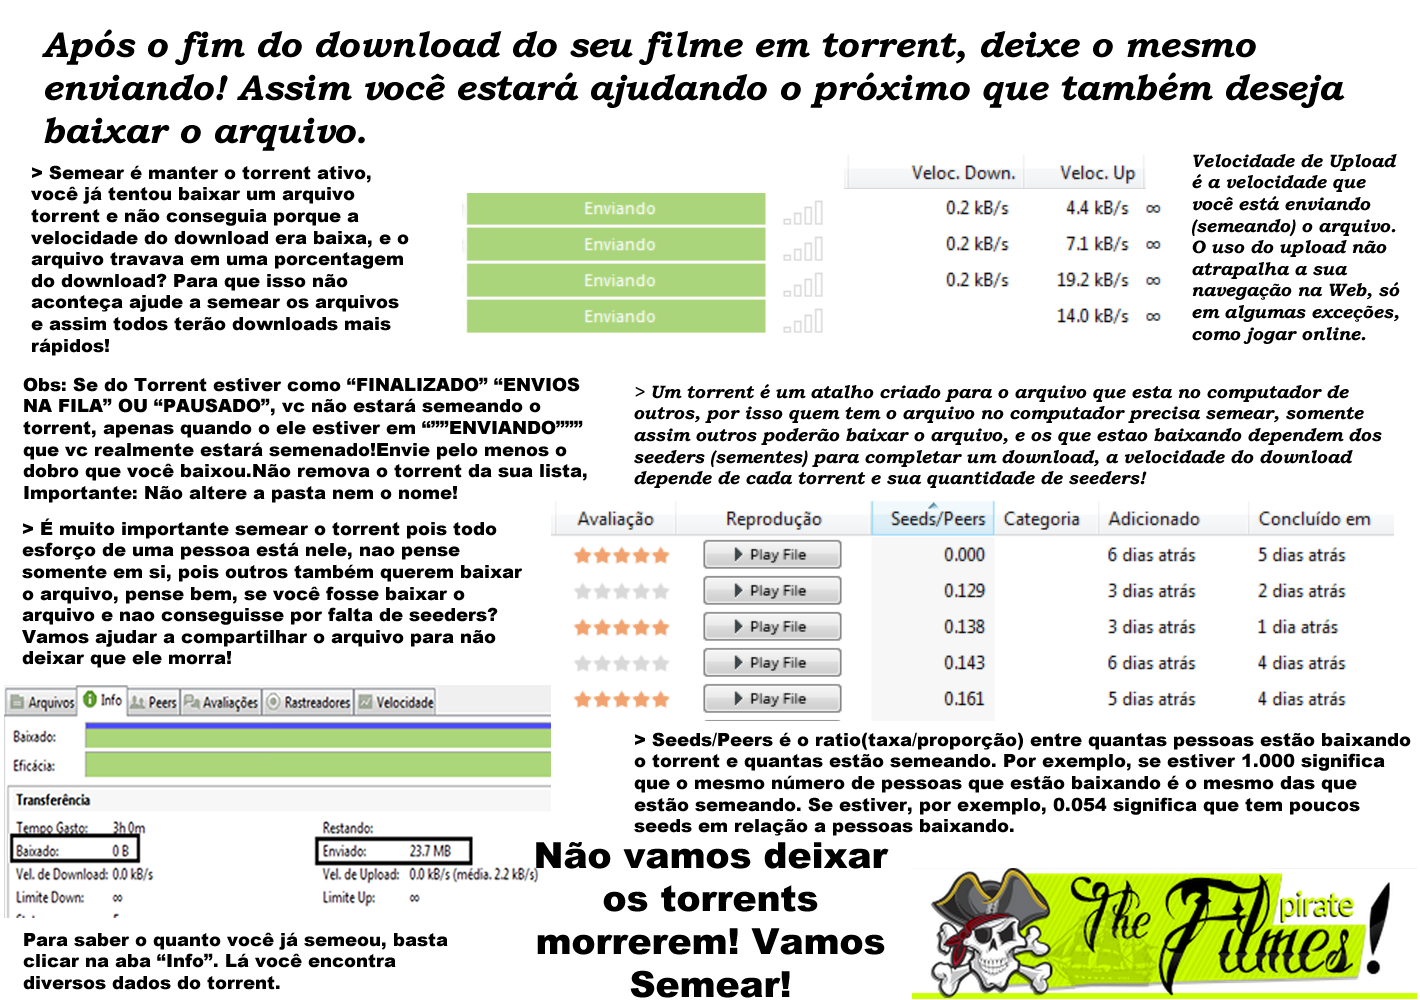 Após o fim do download do seu filme em torrent, deixe o mesmo
enviando! Assim você estará ajudando o próximo que também deseja
baixar o arquivo.
> Semear é manter o torrent ativo,
você já tentou baixar um arquivo
torrent e não conseguia porque a
velocidade do download era baixa, e o
arquivo travava em uma porcentagem
do download? Para que isso não
aconteça ajude a semear os arquivos
e assim todos terão downloads mais
rápidos!
Veloc. Down. Veloc. Up
Enviando 0.2 kB/s 4.4 kB/s ∞
Enviando 0.2 kB/s 7.1 kB/s ∞
Enviando 0.2 kB/s 19.2 kB/s ∞
Enviando 14.0 kB/s ∞
Velocidade de Upload
é a velocidade que
você está enviando
(semeando) o arquivo.
O uso do upload não
atrapalha a sua
navegação na Web, só
em algumas exceções,
como jogar online.
Obs: Se do Torrent estiver como “FINALIZADO” “ENVIOS
NA FILA” OU “PAUSADO”, vc não estará semeando o
torrent, apenas quando o ele estiver em “””ENVIANDO”””
que vc realmente estará semenado!Envie pelo menos o
dobro que você baixou.Não remova o torrent da sua lista,
Importante: Não altere a pasta nem o nome!
> Um torrent é um atalho criado para o arquivo que esta no computador de
outros, por isso quem tem o arquivo no computador precisa semear, somente
assim outros poderão baixar o arquivo, e os que estao baixando dependem dos
seeders (sementes) para completar um download, a velocidade do download
depende de cada torrent e sua quantidade de seeders!
> É muito importante semear o torrent pois todo
esforço de uma pessoa está nele, nao pense
somente em si, pois outros também querem baixar
o arquivo, pense bem, se você fosse baixar o
arquivo e nao conseguisse por falta de seeders?
Vamos ajudar a compartilhar o arquivo para não
deixar que ele morra!
Avaliação Reprodução Seeds/Peers Categoria Adicionado Concluído em
Play File 0.000 6 dias atrás 5 dias atrás
Play File 0.129 3 dias atrás 2 dias atrás
Play File 0.138 3 dias atrás 1 dia atrás
Play File 0.143 6 dias atrás 4 dias atrás
Play File 0.161 5 dias atrás 4 dias atrás
Arquivos Info Peers Avaliações Rastreadores Velocidade
Baixado:
Eficácia:
Transferência
Tempo Gasto: 3h 0m Restando:
Baixado: 0 B Enviado: 23.7 MB
Vel. de Download: 0.0 kB/s Vel. de Upload: 0.0 kB/s (média. 2.2 kB/s)
Limite Down: ∞ Limite Up: ∞
> Seeds/Peers é o ratio(taxa/proporção) entre quantas pessoas estão baixando
o torrent e quantas estão semeando. Por exemplo, se estiver 1.000 significa
que o mesmo número de pessoas que estão baixando é o mesmo das que
estão semeando. Se estiver, por exemplo, 0.054 significa que tem poucos
seeds em relação a pessoas baixando.
Para saber o quanto você já semeou, basta
clicar na aba “Info”. Lá você encontra
diversos dados do torrent.
Não vamos deixar
os torrents
morrerem! Vamos
Semear!
The pirate Filmes!